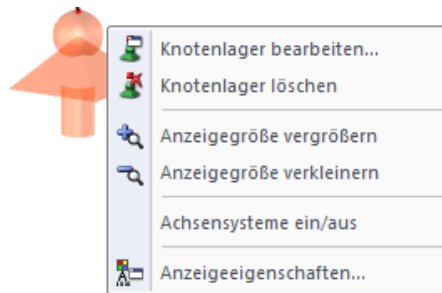 Knotenlager bearbeiten...
Knotenlager löschen
Anzeigegröße vergrößern
Anzeigegröße verkleinern
Achsensysteme ein/aus
Anzeigeeigenschaften...